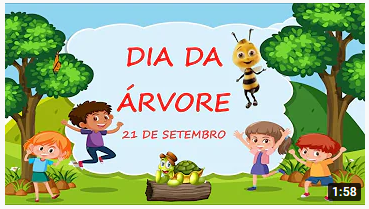 DIA DA
ÁRVORE
21 DE SETEMBRO
1:58